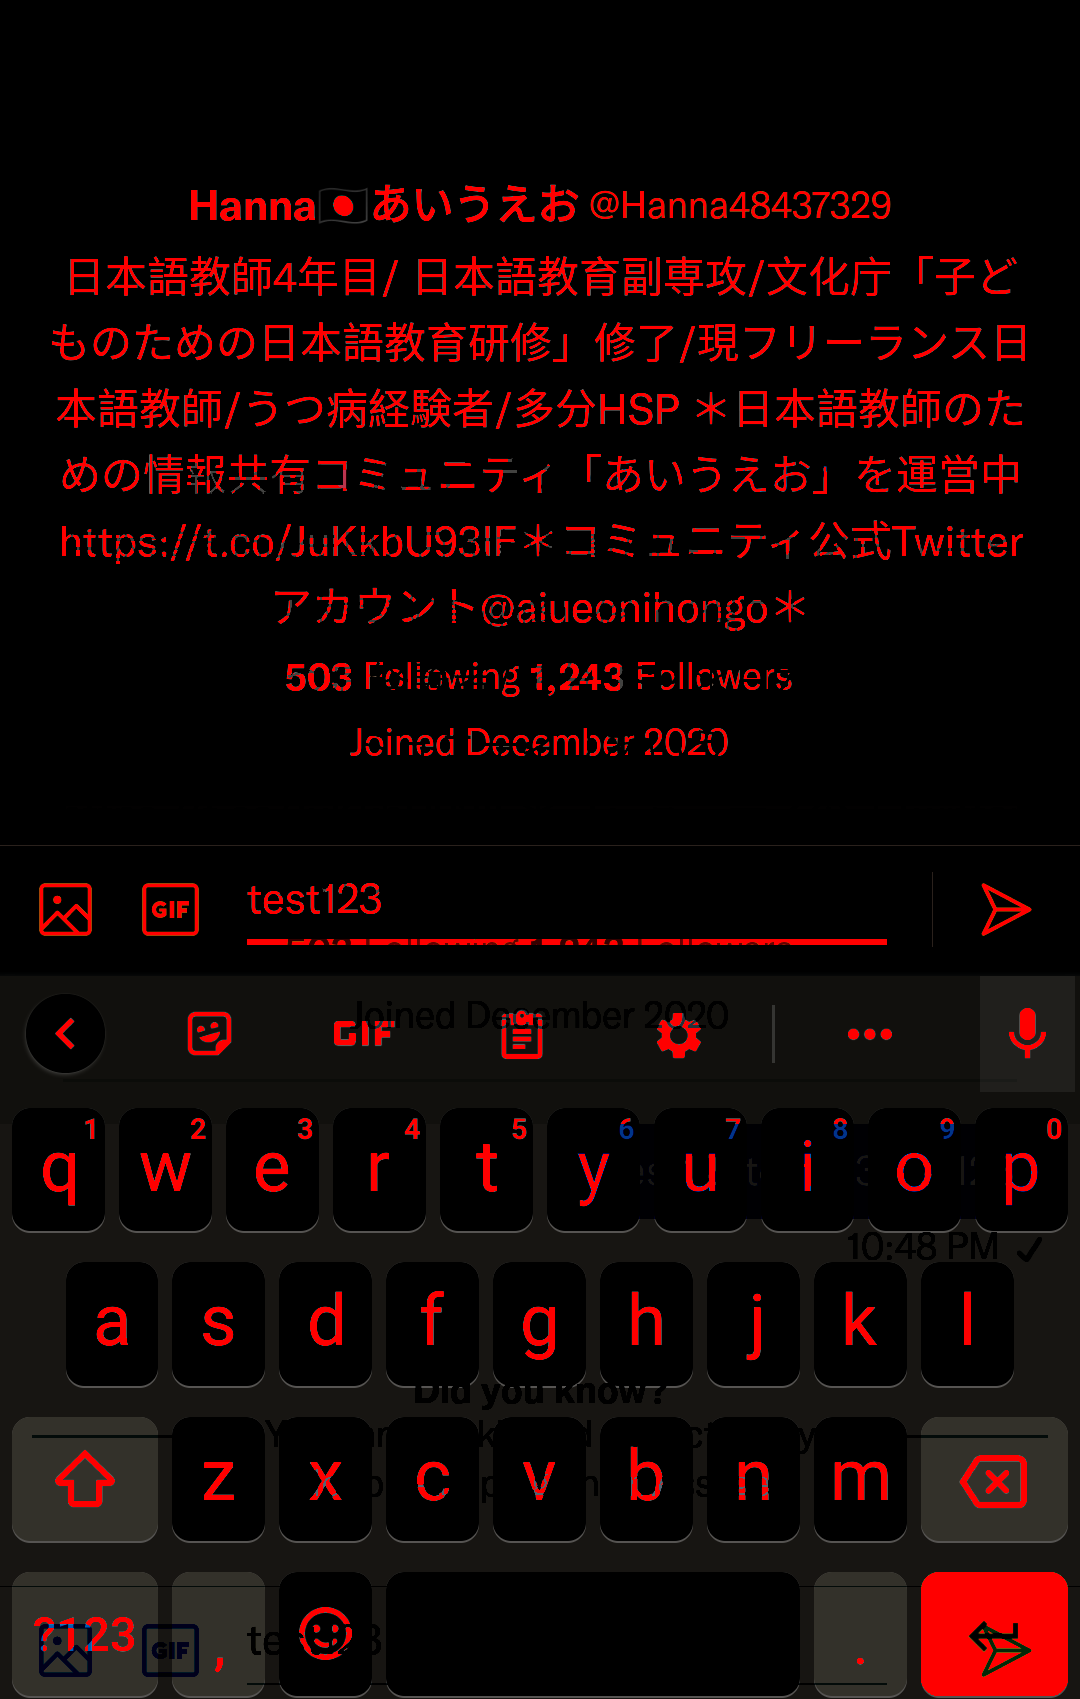 Hanna🇯🇵あいうえお @Hanna48437329
日本語教師4年目/ 日本語教育副専攻/文化庁「子ど
ものための日本語教育研修」修了/現フリーランス日
本語教師/うつ病経験者/多分HSP ＊日本語教師のた
めの情報共有コミュニティ「あいうえお」を運営中
https://t.co/JuKkbU93IF＊コミュニティ公式Twitter
アカウント@aiueonihongo＊
503 Following 1,243 Followers
Joined December 2020
GIF test123
503 Following 1,243 Followers
Joined December 2020
GIF
1 2 3 4 5 6 7 8 9 0
q w e r t y u i o p
10:48 PM
a s d f g h j k l
Did you know?
z x c v b n m
?123 , .
GIF test123